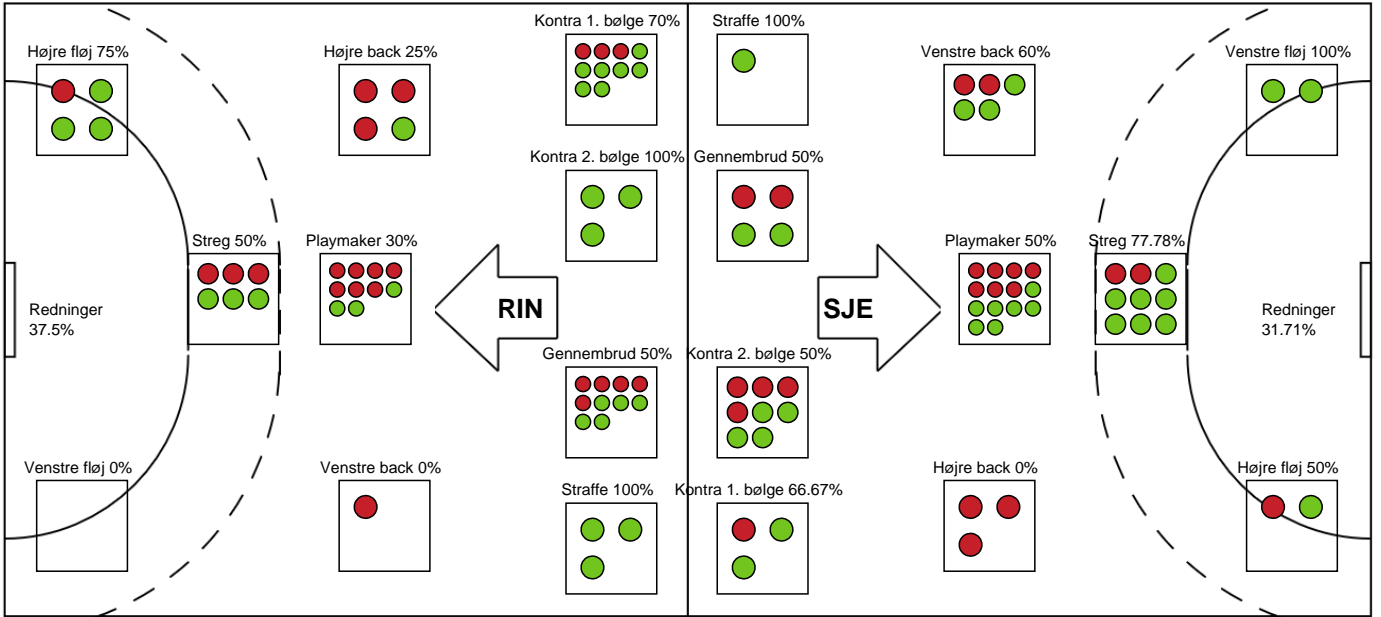 Kontra 1. bølge 70%
Straffe 100%
Højre fløj 75%
Højre back 25%
Venstre back 60%
Venstre fløj 100%
Kontra 2. bølge 100%
Gennembrud 50%
Streg 50%
Playmaker 30%
Playmaker 50%
Streg 77.78%
Redninger
37.5%
RIN
SJE
Redninger
31.71%
Gennembrud 50%
Kontra 2. bølge 50%
Venstre fløj 0%
Venstre back 0%
Højre back 0%
Højre fløj 50%
Straffe 100%
Kontra 1. bølge 66.67%